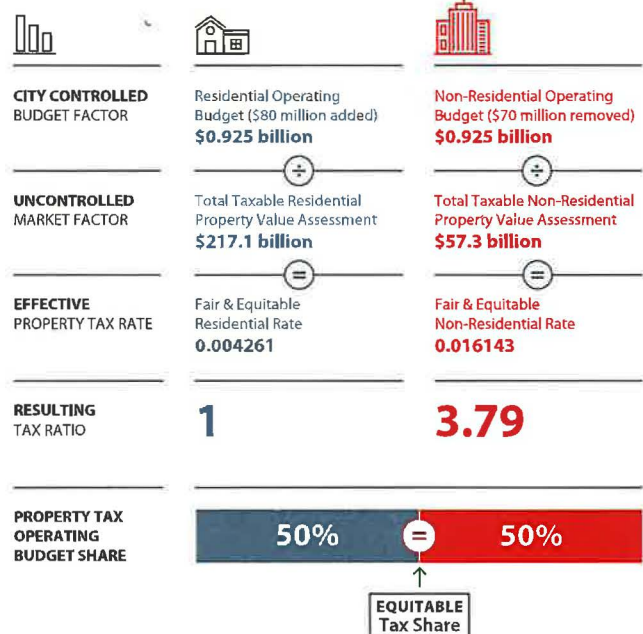 CITY CONTROLLED
BUDGET FACTOR
Residential Operating
Budget ($80 million added)
$0.925 billion
Non-Residential Operating
Budget ($70 million removed)
$0.925 billion
÷
÷
UNCONTROLLED
MARKET FACTOR
Total Taxable Residential
Property Value Assessment
$217.1 billion
Total Taxable Non-Residential
Property Value Assessment
$57.3 billion
=
=
EFFECTIVE
PROPERTY TAX RATE
Fair & Equitable
Residential Rate
0.004261
Fair & Equitable
Non-Residential Rate
0.016143
RESULTING
TAX RATIO
1
3.79
PROPERTY TAX
OPERATING
BUDGET SHARE
50%
=
50%
EQUITABLE
Tax Share